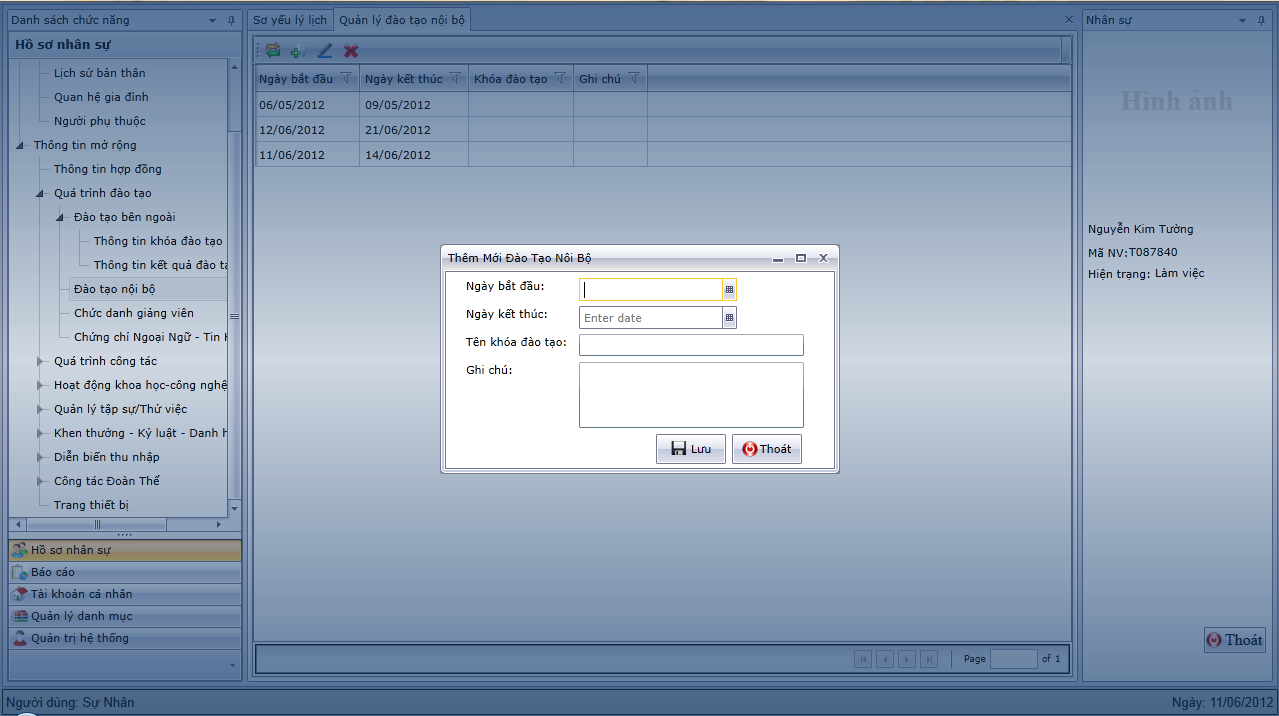 Danh sách chức năng
Hồ sơ nhân sự
Lịch sử bản thân
Quan hệ gia đình
Người phụ thuộc
Thông tin mở rộng
Thông tin hợp đồng
Quá trình đào tạo
Đào tạo bên ngoài
Thông tin khóa đào tạo
Thông tin kết quả đào tạ
Đào tạo nội bộ
Chức danh giảng viên
Chứng chỉ Ngoại Ngữ - Tin H
Quá trình công tác
Hoạt động khoa học-công nghệ
Quản lý tập sự/Thử việc
Khen thưởng - Kỷ luật - Danh h
Diễn biến thu nhập
Công tác Đoàn Thể
Trang thiết bị
Hồ sơ nhân sự
Báo cáo
Tài khoản cá nhân
Quản lý danh mục
Quản trị hệ thống
Sơ yếu lý lịch Quản lý đào tạo nội bộ
Ngày bắt đầu Ngày kết thúc Khóa đào tạo Ghi chú
06/05/2012 09/05/2012
12/06/2012 21/06/2012
11/06/2012 14/06/2012
Thêm Mới Đào Tạo Nôi Bộ
Ngày bắt đầu:
Ngày kết thúc: Enter date
Tên khóa đào tạo:
Ghi chú:
Lưu Thoát
Page of 1
Nhân sự
Hình ảnh
Nguyễn Kim Tường
Mã NV:T087840
Hiện trạng: Làm việc
Thoát
Người dùng: Sự Nhân
Ngày: 11/06/2012